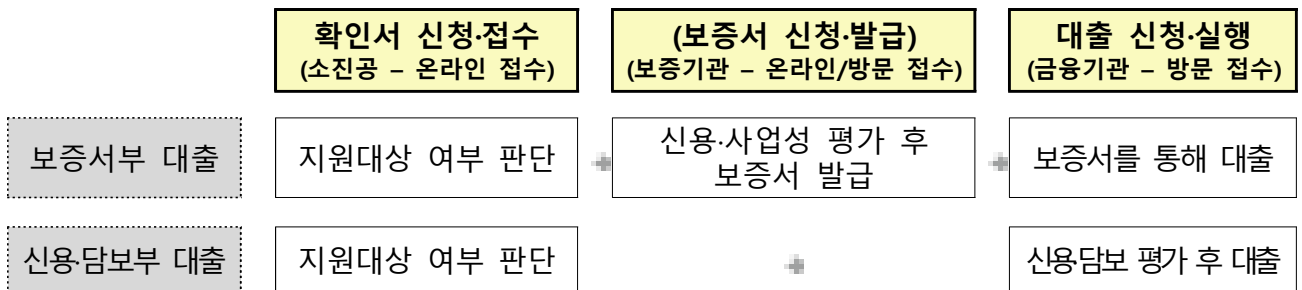 확인서 신청·접수
(소진공 – 온라인 접수)
(보증서 신청·발급)
(보증기관 – 온라인/방문 접수)
대출 신청·실행
(금융기관 – 방문 접수)
보증서부 대출
지원대상 여부 판단
신용·사업성 평가 후
보증서 발급
보증서를 통해 대출
신용·담보부 대출
지원대상 여부 판단
신용·담보 평가 후 대출